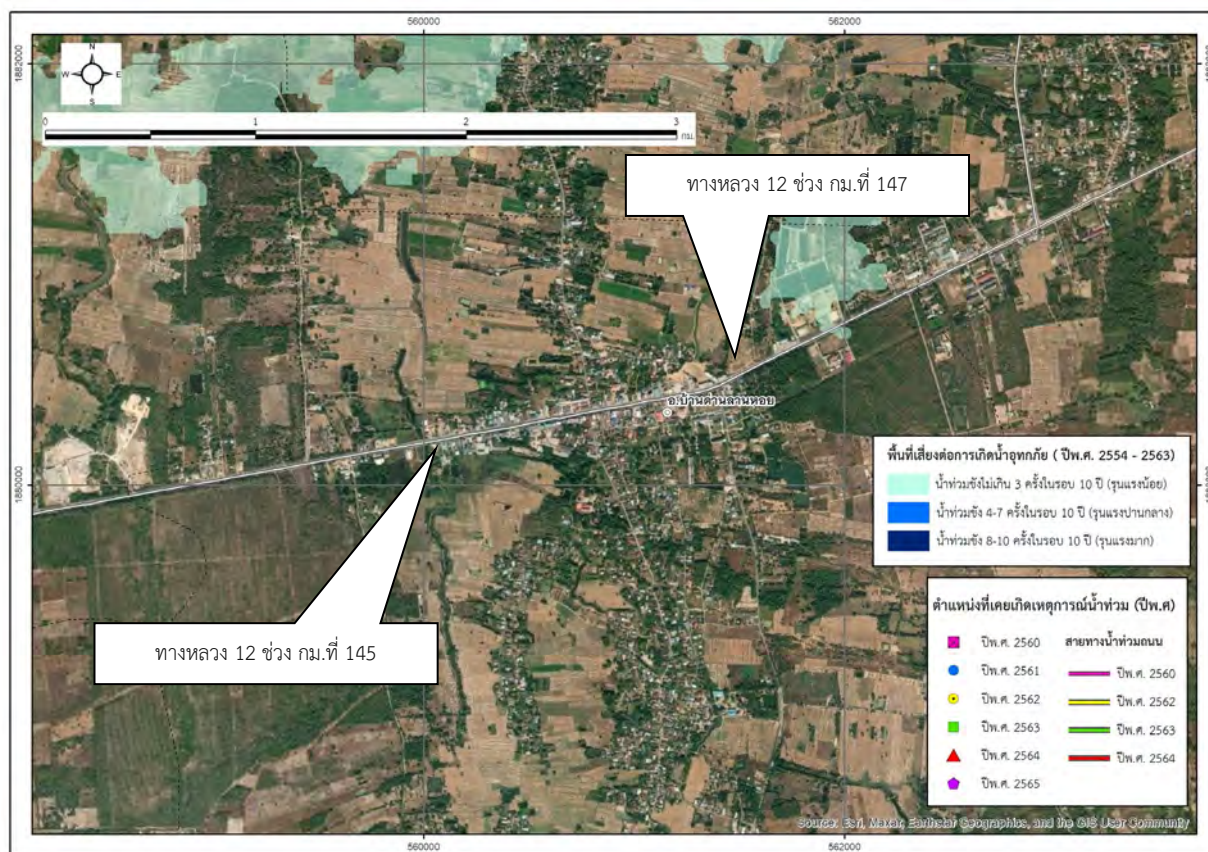 560000
562000
1882000
N
W E
S
0 1 2 3
กม.
ทางหลวง 12 ช่วง กม.ที่ 147
อ.บ้านด่านลานหอย
1880000
ทางหลวง 12 ช่วง กม.ที่ 145
พื้นที่เสี่ยงต่อการเกิดน้ำอุทกภัย ( ปีพ.ศ. 2554 - 2563)
น้ำท่วมขังไม่เกิน 3 ครั้งในรอบ 10 ปี (รุนแรงน้อย)
น้ำท่วมขัง 4-7 ครั้งในรอบ 10 ปี (รุนแรงปานกลาง)
น้ำท่วมขัง 8-10 ครั้งในรอบ 10 ปี (รุนแรงมาก)
ตำแหน่งที่เคยเกิดเหตุการณ์น้ำท่วม (ปีพ.ศ)
ปีพ.ศ. 2560 สายทางน้ำท่วมถนน
ปีพ.ศ. 2561 ปีพ.ศ. 2560
ปีพ.ศ. 2562 ปีพ.ศ. 2562
ปีพ.ศ. 2563 ปีพ.ศ. 2563
ปีพ.ศ. 2564 ปีพ.ศ. 2564
ปีพ.ศ. 2565
Source: Esri, Maxar, Earthstar Geographics, and the GIS User Community
560000
562000